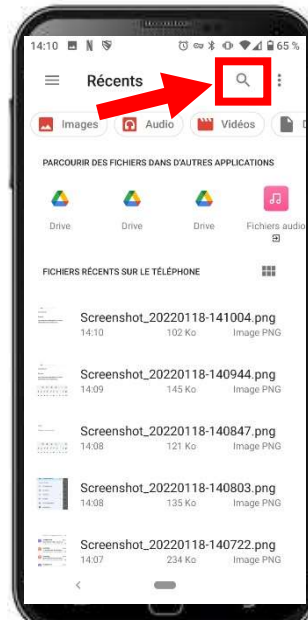 14:10 65 %
Récents
Images Audio Vidéos D
PARCOURIR DES FICHIERS DANS D'AUTRES APPLICATIONS
Drive Drive Drive Fichiers audio
FICHIERS RÉCENTS SUR LE TÉLÉPHONE
Screenshot_20220118-141004.png
14:10 102 Ko Image PNG
Screenshot_20220118-140944.png
14:09 145 Ko Image PNG
Screenshot_20220118-140847.png
14:08 121 Ko Image PNG
Screenshot_20220118-140803.png
14:08 135 Ko Image PNG
Screenshot_20220118-140722.png
14:07 234 Ko Image PNG